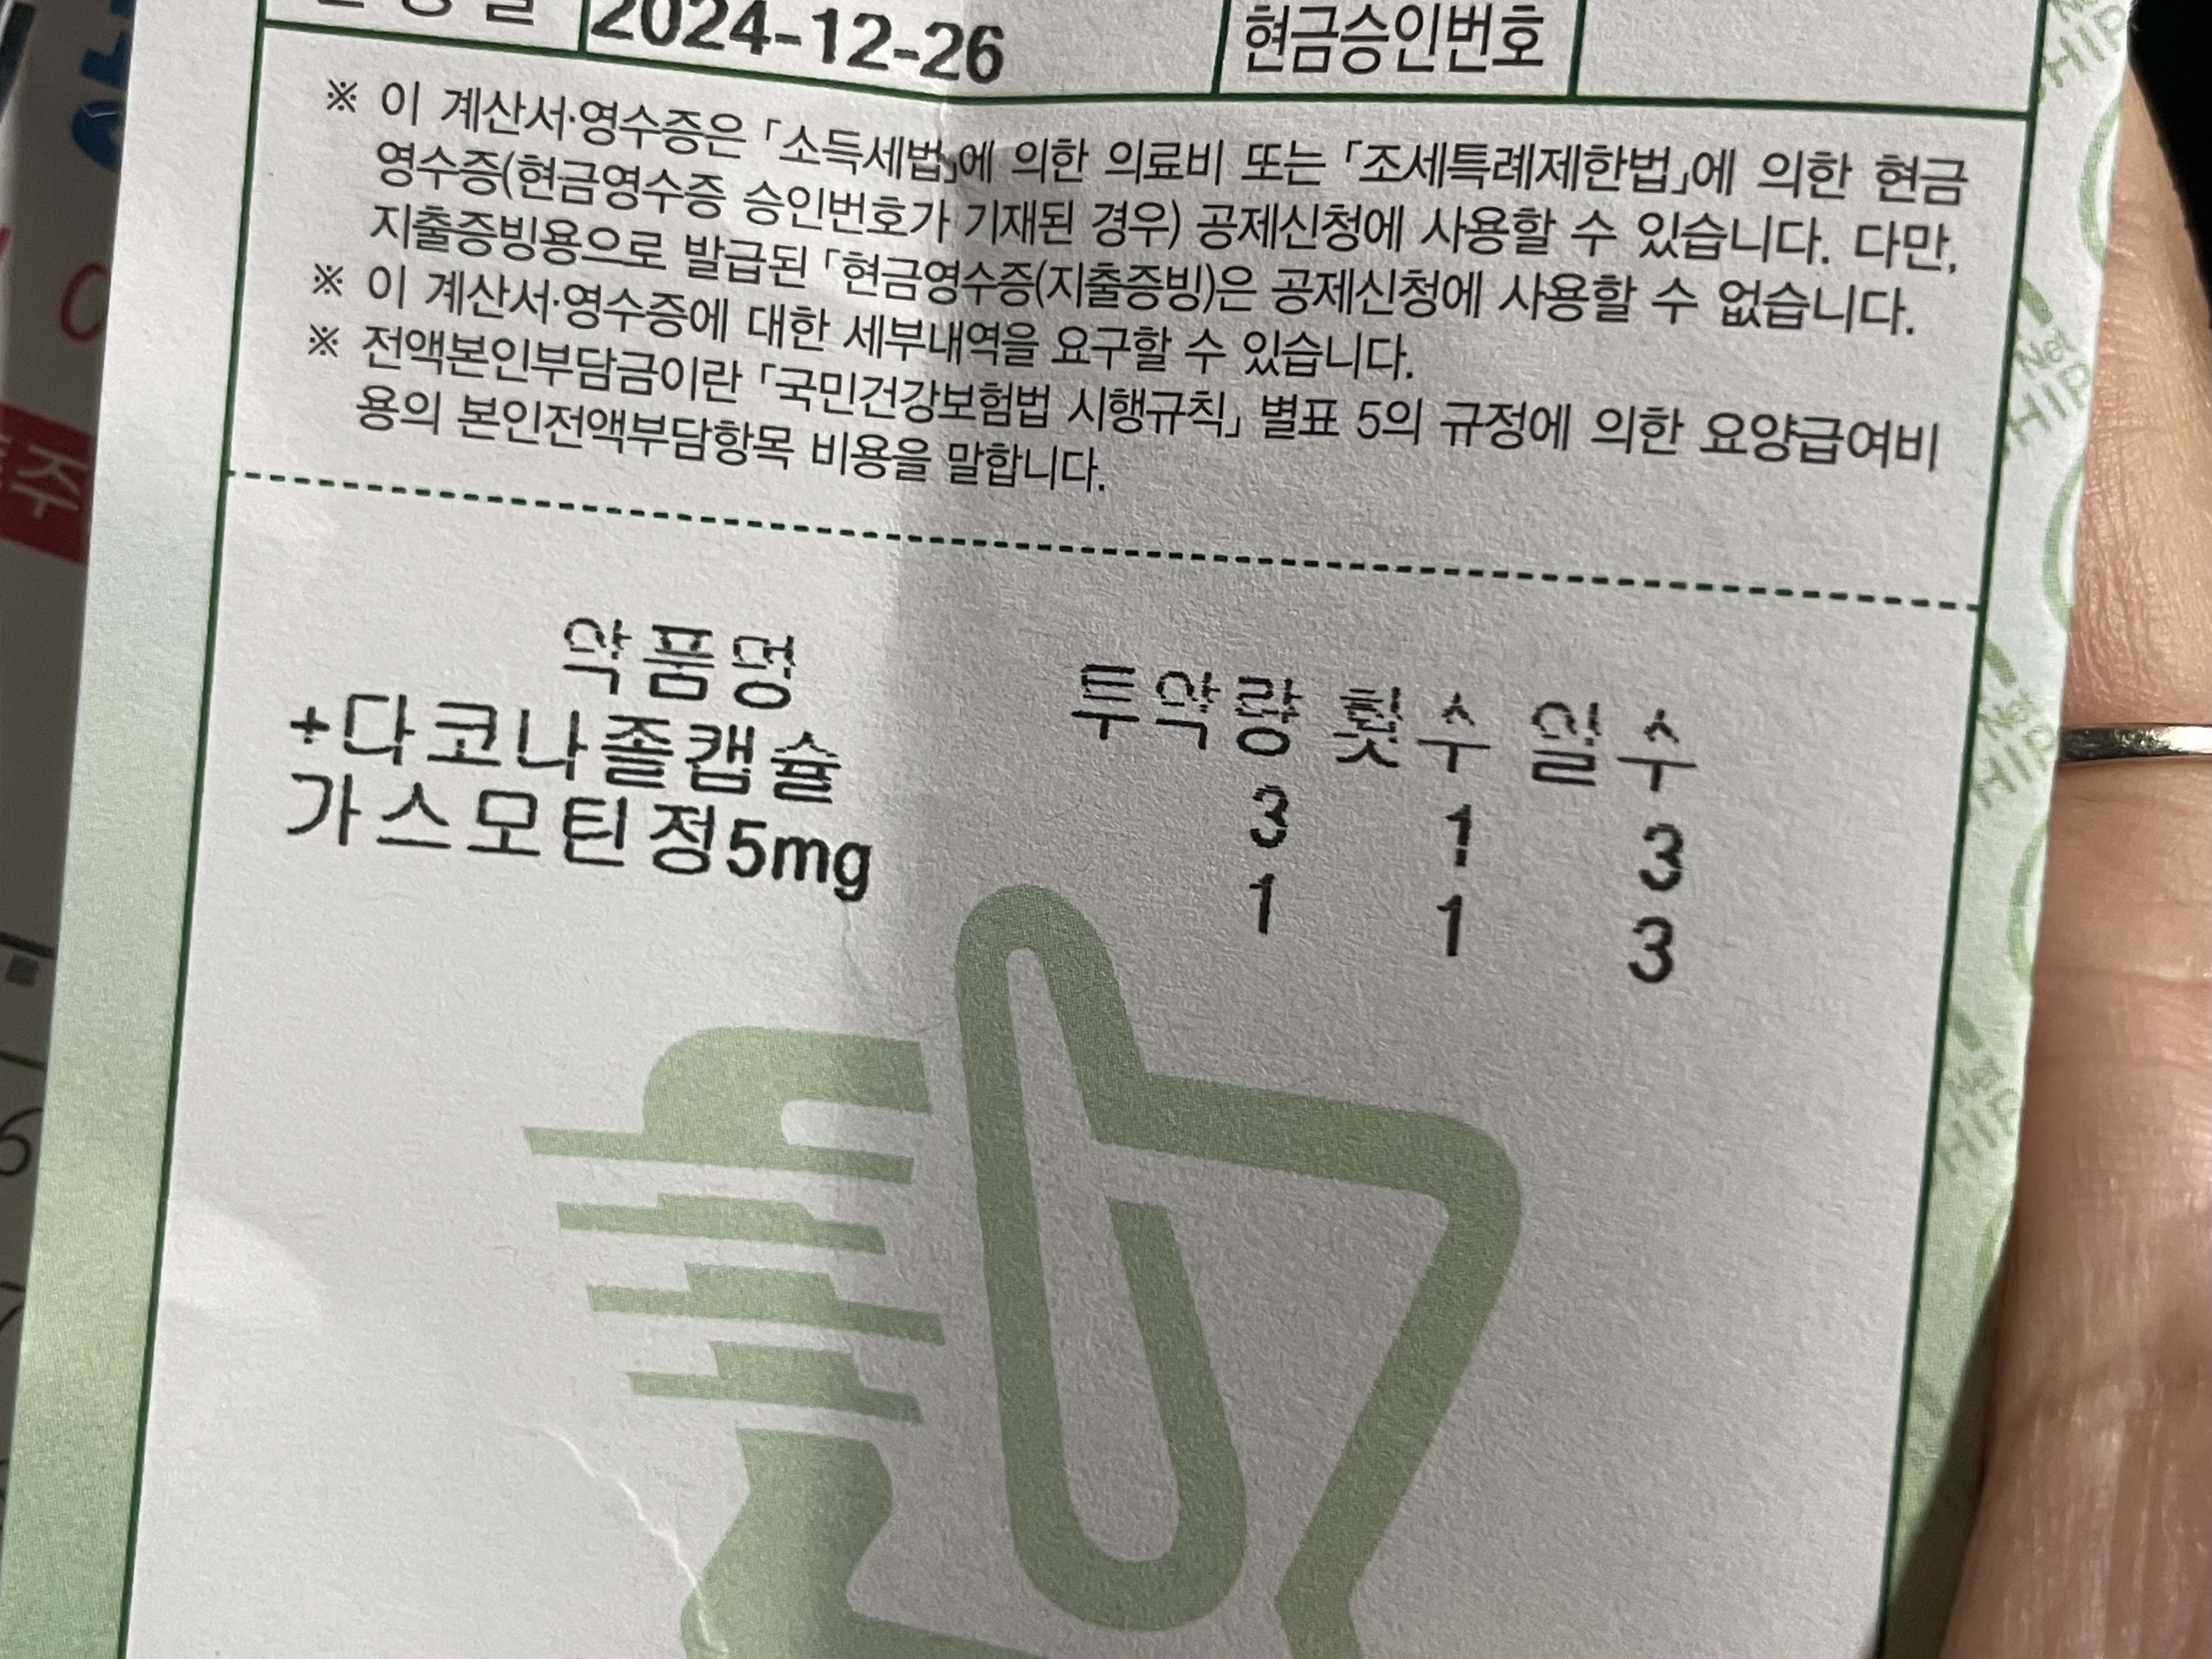 2024-12-26 현금승인번호
※ 이 계산서·영수증은 「소득세법」에 의한 의료비 또는 「조세특례제한법」에 의한 현금
영수증(현금영수증 승인번호가 기재된 경우) 공제신청에 사용할 수 있습니다. 다만,
지출증빙용으로 발급된 「현금영수증(지출증빙)은 공제신청에 사용할 수 없습니다.
※ 이 계산서·영수증에 대한 세부내역을 요구할 수 있습니다.
※ 전액본인부담금이란 「국민건강보험법 시행규칙」 별표 5의 규정에 의한 요양급여비
용의 본인전액부담항목 비용을 말합니다.
약품명 투약량 횟수 일수
+다코나졸캡슐 3 1 3
가스모틴정5mg 1 1 3
주
Net
HIP
Net
HIP
Net
HIP